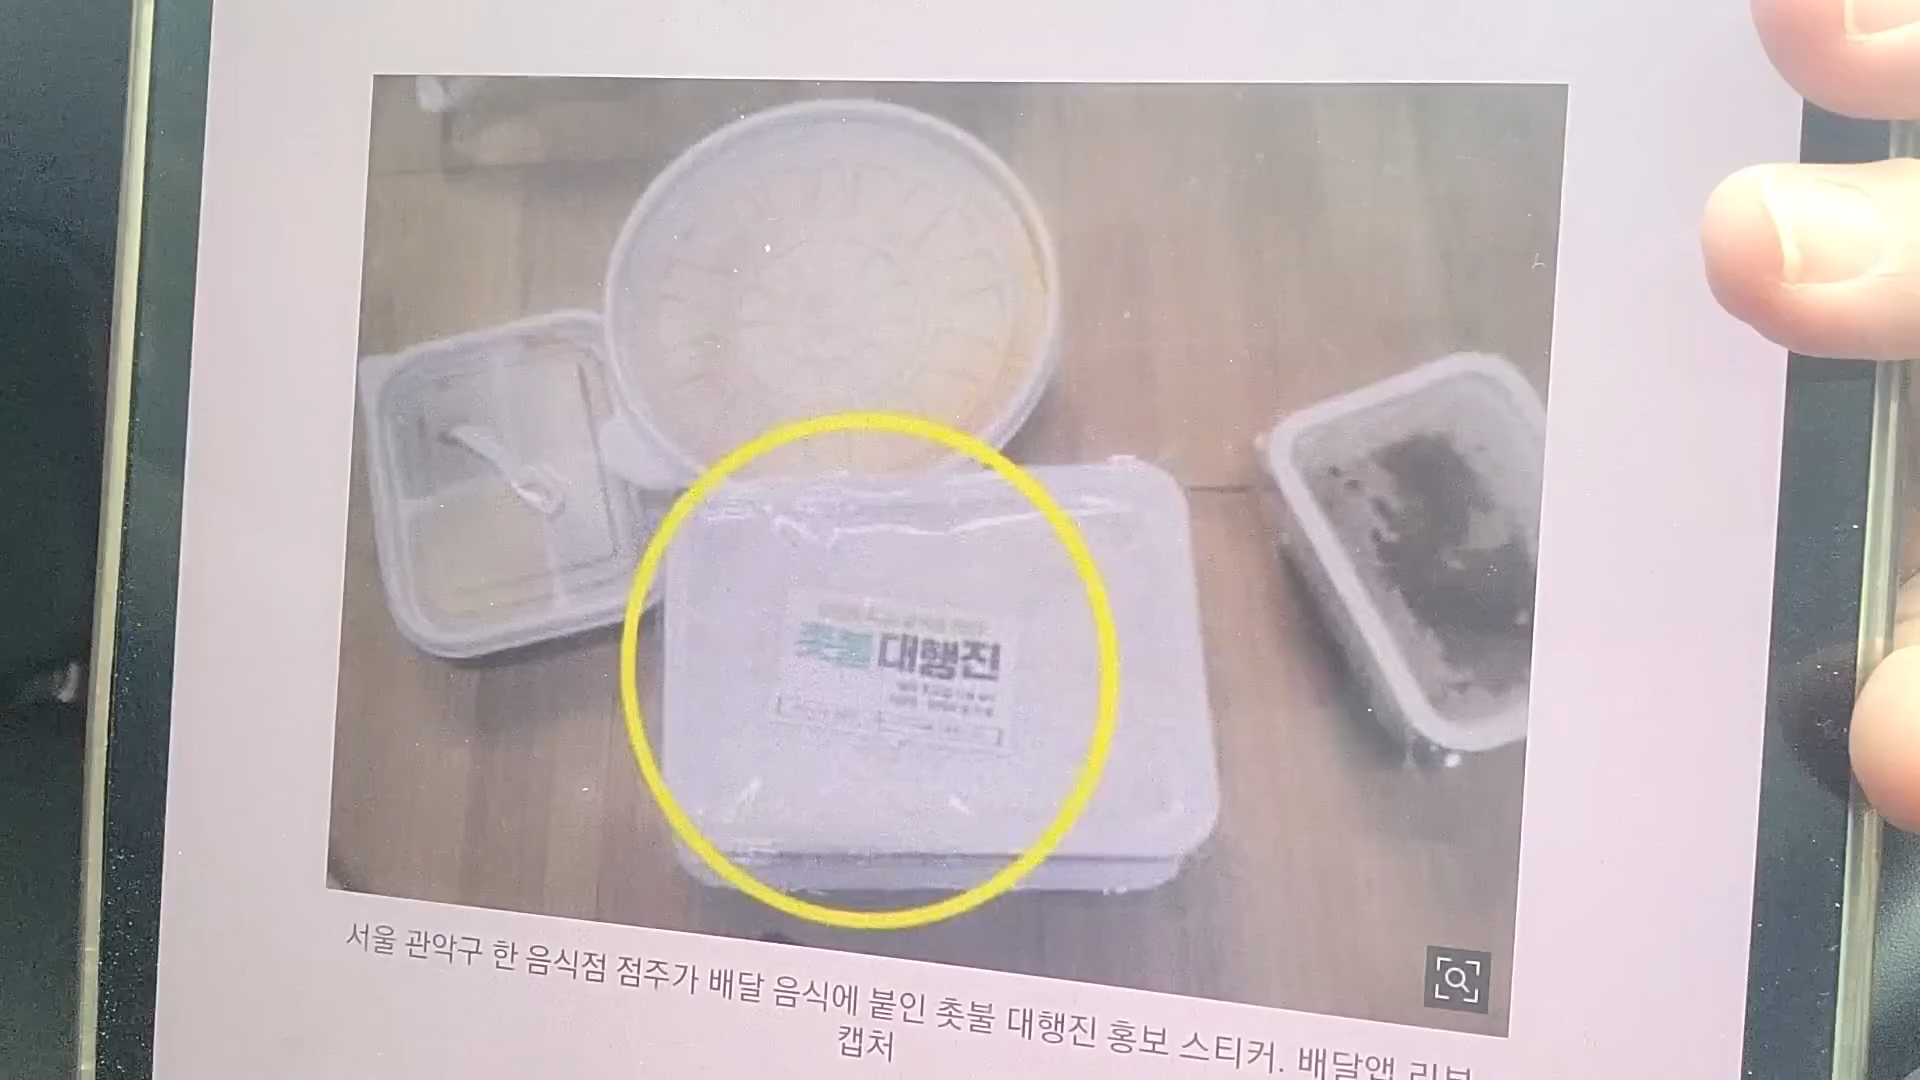 촛불 대행진
서울 관악구 한 음식점 점주가 배달 음식에 붙인 촛불 대행진 홍보 스티커. 배달앱 리뷰
캡처